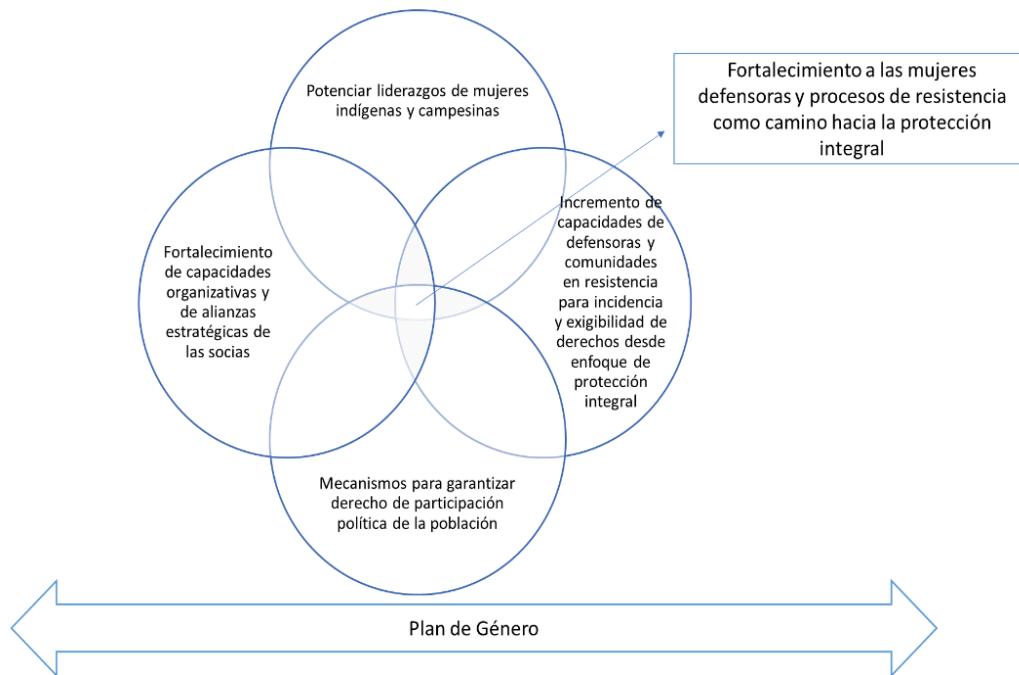 Potenciar liderazgos de mujeres
indígenas y campesinas
Fortalecimiento a las mujeres
defensoras y procesos de resistencia
como camino hacia la protección
integral
Fortalecimiento
de capacidades
organizativas y
de alianzas
estratégicas de
las socias
Incremento de
capacidades de
defensoras y
comunidades
en resistencia
para incidencia
y exigibilidad de
derechos desde
enfoque de
protección
integral
Mecanismos para garantizar
derecho de participación
política de la población
Plan de Género